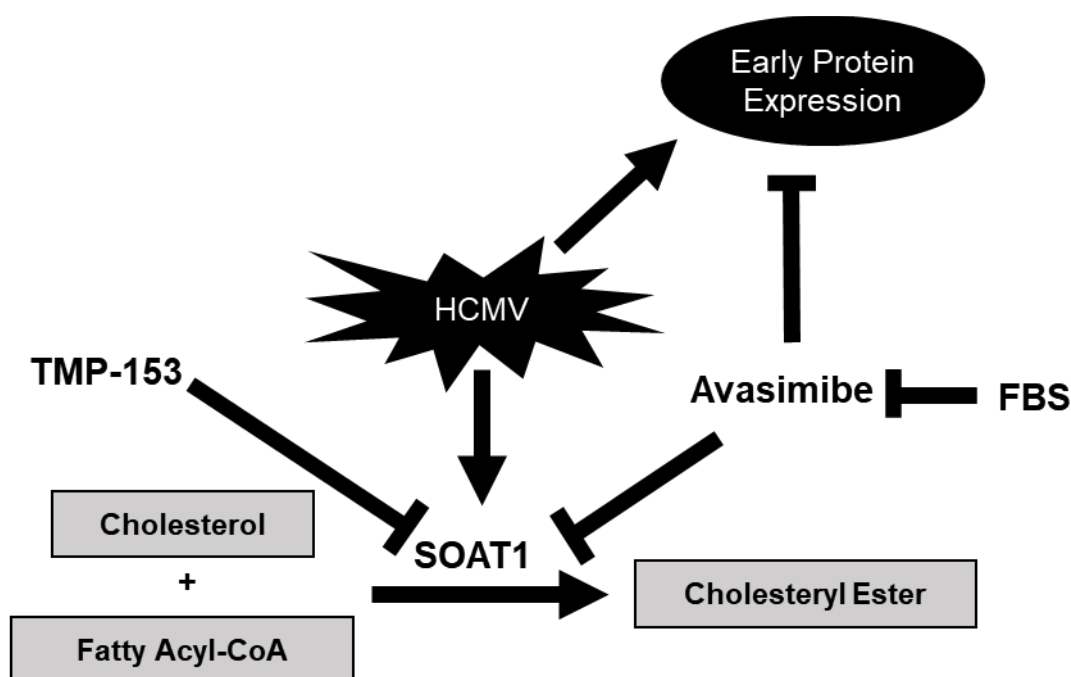 Early Protein
Expression
HCMV
TMP-153
Avasimibe
FBS
Cholesterol
+
SOAT1
Fatty Acyl-CoA
Cholesteryl Ester